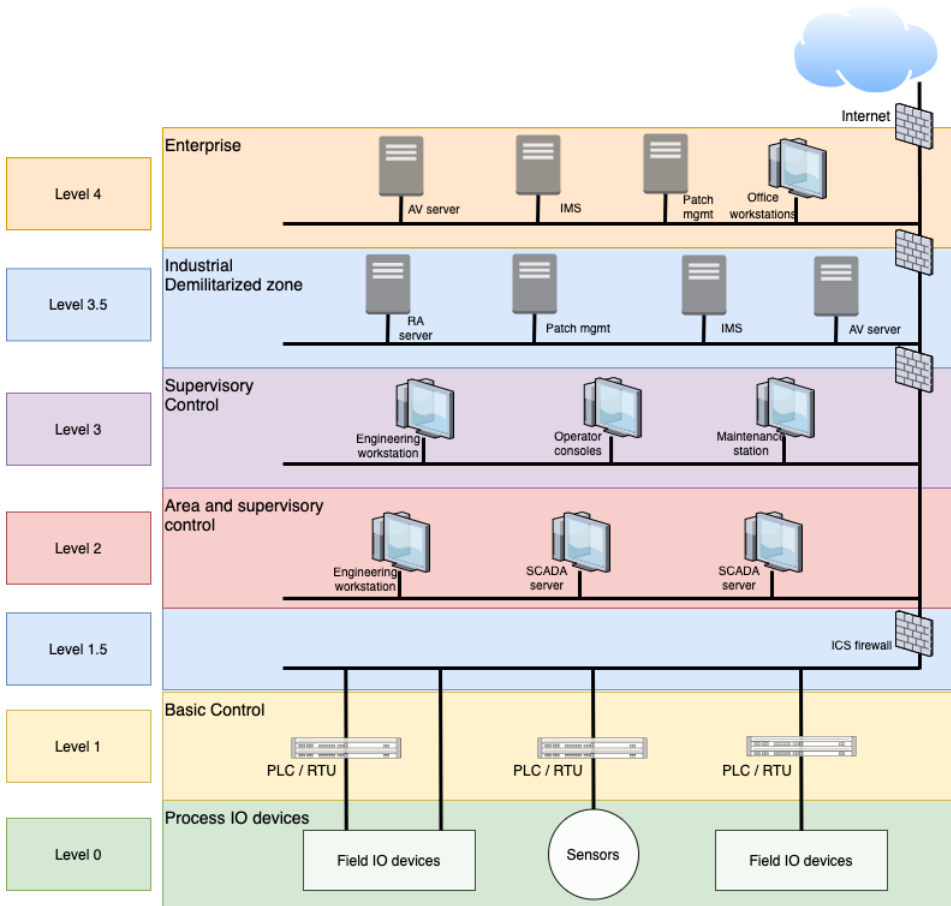 Internet
Enterprise
Level 4
AV server
IMS
Patch
mgmt
Office
workstations
Industrial
Demilitarized zone
Level 3.5
RA
server
Patch mgmt
IMS
AV server
Supervisory
Control
Level 3
Engineering
workstation
Operator
consoles
Maintenance
station
Area and supervisory
control
Level 2
Engineering
workstation
SCADA
server
SCADA
server
Level 1.5
ICS firewall
Basic Control
Level 1
PLC / RTU
PLC / RTU
PLC / RTU
Process IO devices
Level 0
Field IO devices
Sensors
Field IO devices